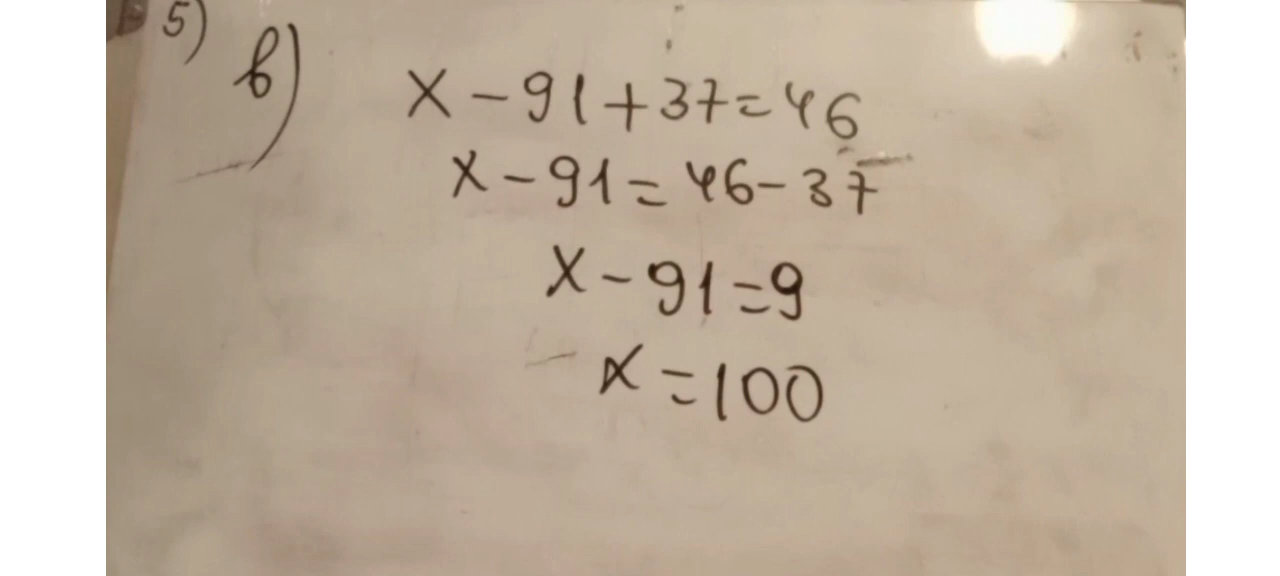 5)
в) x - 91 + 37 = 46
x - 91 = 46 - 37
x - 91 = 9
x = 100